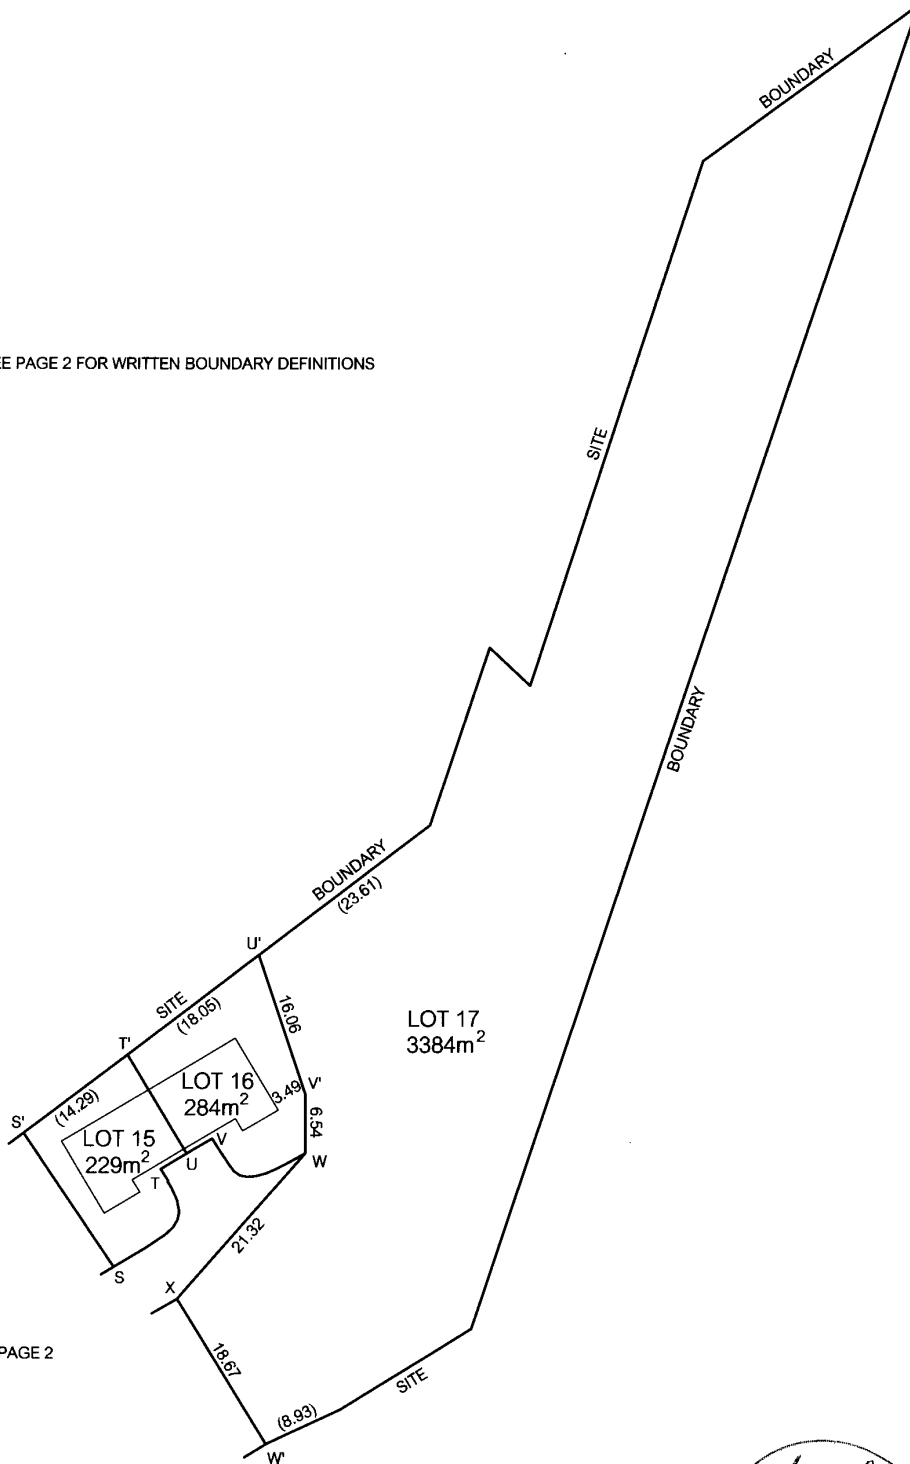 BOUNDARY
EE PAGE 2 FOR WRITTEN BOUNDARY DEFINITIONS
SITE
BOUNDARY
BOUNDARY
(23.61)
U'
SITE
(18.05)
16.06
LOT 17
3384m²
T'
LOT 16
284m²
3.49
V'
S'
(14.29)
6.54
LOT 15
229m²
V
U
T
W
21.32
S
X
PAGE 2
18.67
SITE
(8.93)
W'